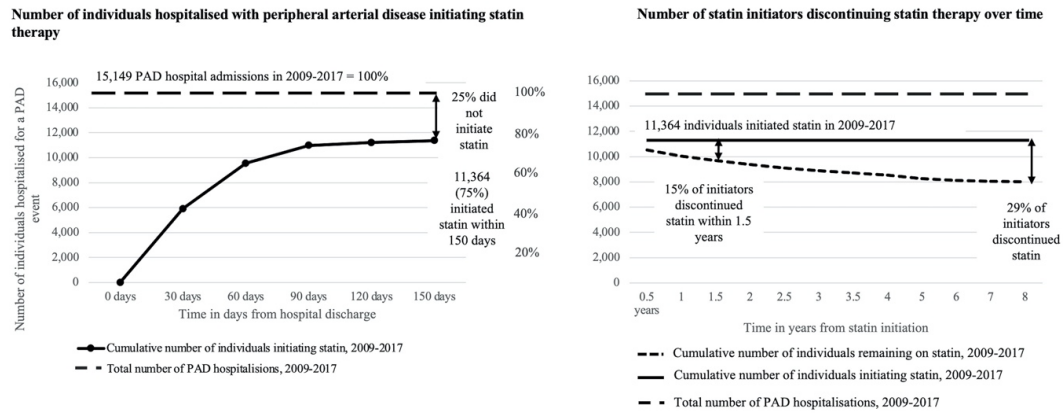 Number of individuals hospitalised with peripheral arterial disease initiating statin
therapy
15,149 PAD hospital admissions in 2009-2017 = 100%
Number of individuals hospitalised for a PAD
event
16,000
14,000
12,000
10,000
8,000
6,000
4,000
2,000
0
100%
80%
60%
40%
20%
25% did
not
initiate
statin
11,364
(75%)
initiated
statin within
150 days
0 days 30 days 60 days 90 days 120 days 150 days
Time in days from hospital discharge
Cumulative number of individuals initiating statin, 2009-2017
Total number of PAD hospitalisions, 2009-2017
Number of statin initiators discontinuing statin therapy over time
16,000
14,000
12,000
10,000
8,000
6,000
4,000
2,000
0
11,364 individuals initiated statin in 2009-2017
15% of initiators
discontinued
statin within 1.5
years
29% of
initiators
discontinued
statin
0.5 1 1.5 2 2.5 3 3.5 4 5 6 7 8
years
Time in years from statin initiation
Cumulative number of individuals remaining on statin, 2009-2017
Cumulative number of individuals initiating statin, 2009-2017
Total number of PAD hospitalisations, 2009-2017